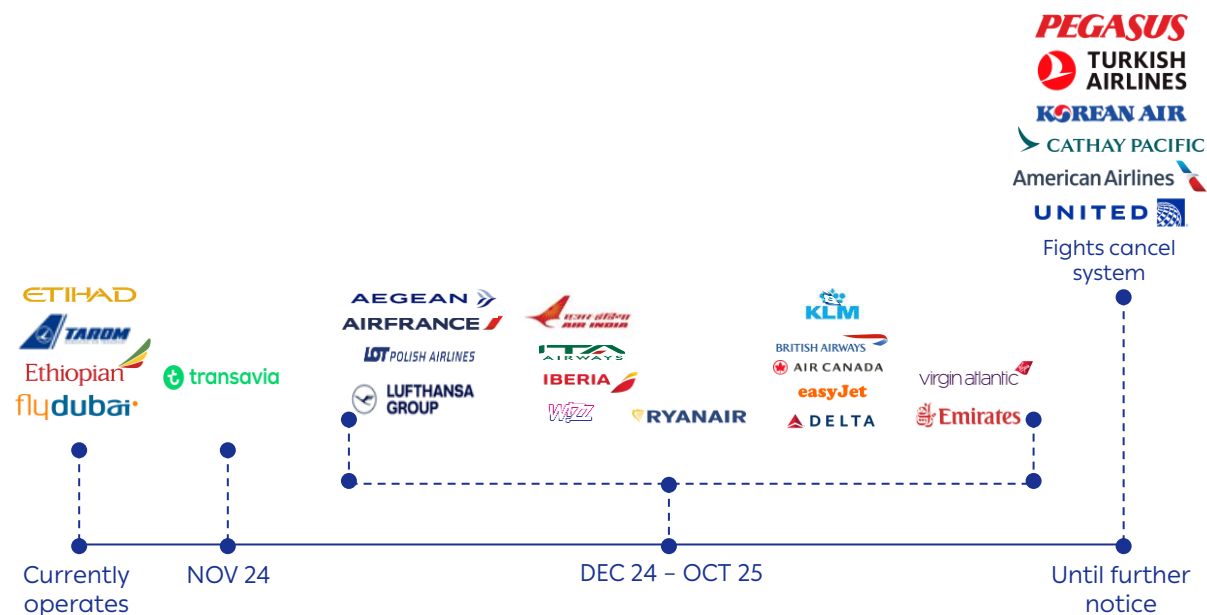 PEGASUS
TURKISH
AIRLINES
KOREAN AIR
CATHAY PACIFIC
American Airlines
UNITED
Fights cancel
system
ETIHAD
TAROM
Ethiopian
flydubai
transavia
AEGEAN
AIRFRANCE
LOT POLISH AIRLINES
LUFTHANSA
GROUP
एअर इंडिया
AIR INDIA
ITA
AIRWAYS
IBERIA
Wizz
RYANAIR
KLM
BRITISH AIRWAYS
AIR CANADA
easyJet
DELTA
virgin atlantic
Emirates
Currently
operates
NOV 24
DEC 24 – OCT 25
Until further
notice